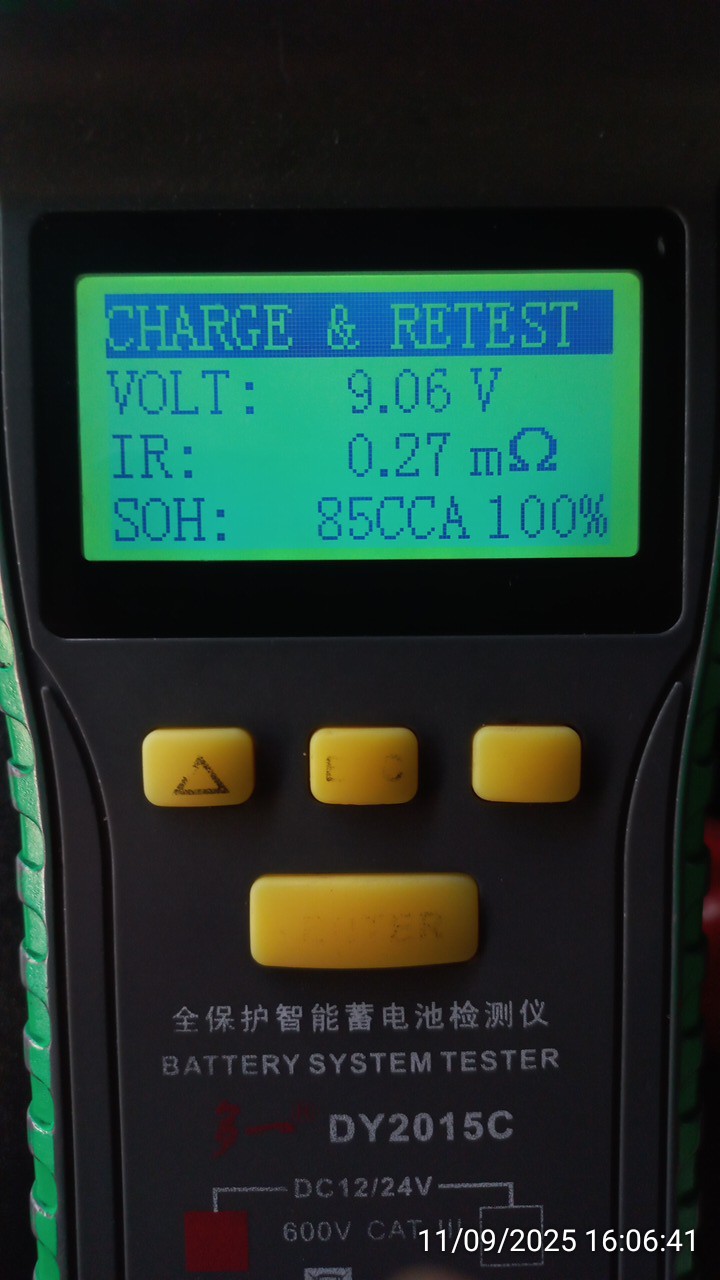 CHARGE & RETEST
VOLT: 9.06 V
IR: 0.27 mΩ
SOH: 85CCA 100%
全保护智能蓄电池检测仪
BATTERY SYSTEM TESTER
多一 DY2015C
DC12/24V
600V CAT III
11/09/2025 16:06:41